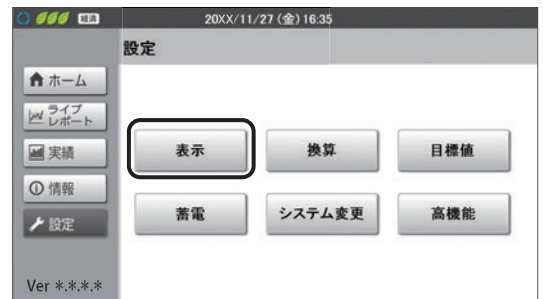 経済 20XX/11/27 (金) 16:35
設定
ホーム
ライブ
レポート
実績
情報
設定
表示 換算 目標値
蓄電 システム変更 高機能
Ver *.*.*.*